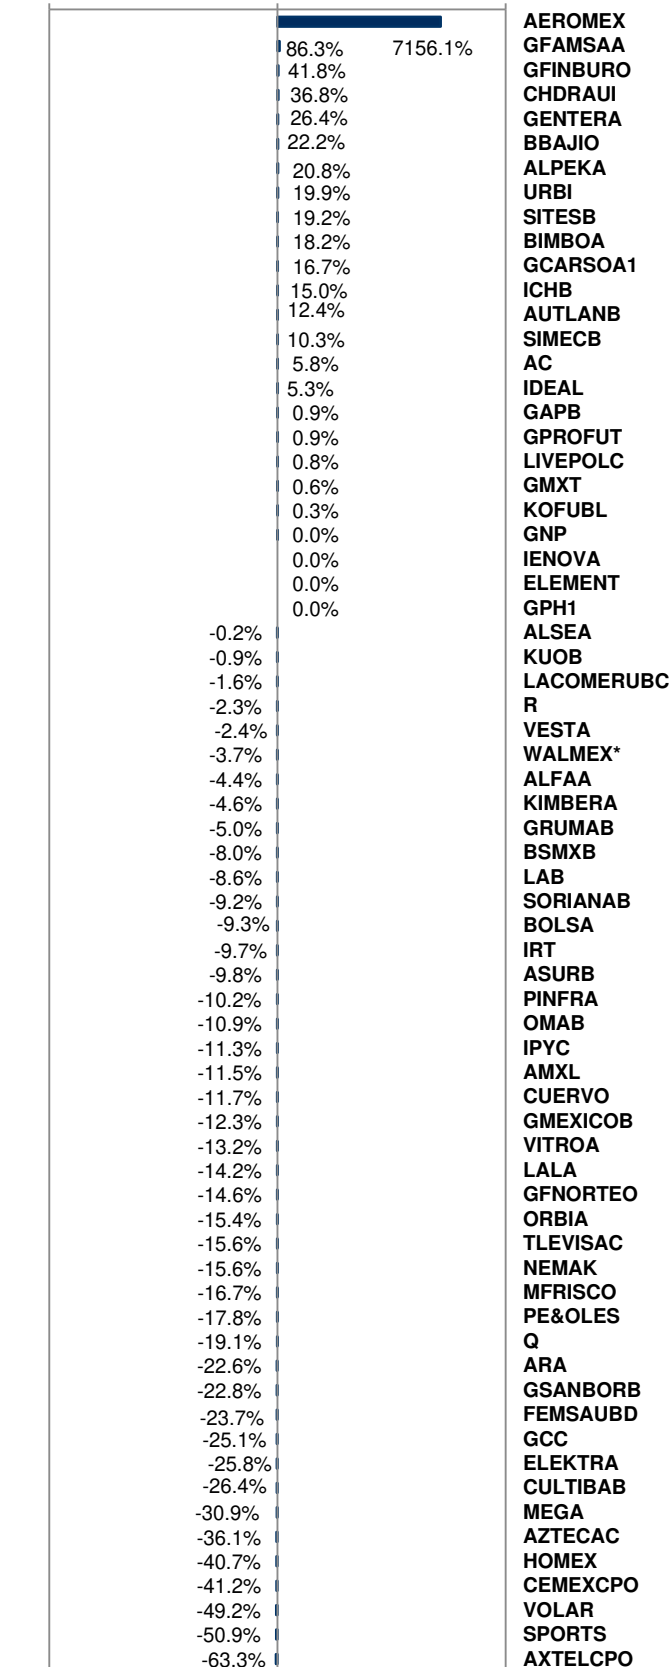 AEROMEX
7156.1%
86.3% GFAMSAA
41.8% GFINBURO
36.8% CHDRAUI
26.4% GENTERA
22.2% BBAJIO
20.8% ALPEKA
19.9% URBI
19.2% SITESB
18.2% BIMBOA
16.7% GCARSOA1
15.0% ICHB
12.4% AUTLANB
10.3% SIMECB
5.8% AC
5.3% IDEAL
0.9% GAPB
0.9% GPROFUT
0.8% LIVEPOLC
0.6% GMXT
0.3% KOFUBL
0.0% GNP
0.0% IENOVA
0.0% ELEMENT
0.0% GPH1
-0.2% ALSEA
-0.9% KUOB
-1.6% LACOMERUBC
-2.3% R
-2.4% VESTA
-3.7% WALMEX*
-4.4% ALFAA
-4.6% KIMBERA
-5.0% GRUMAB
-8.0% BSMXB
-8.6% LAB
-9.2% SORIANAB
-9.3% BOLSA
-9.7% IRT
-9.8% ASURB
-10.2% PINFRA
-10.9% OMAB
-11.3% IPYC
-11.5% AMXL
-11.7% CUERVO
-12.3% GMEXICOB
-13.2% VITROA
-14.2% LALA
-14.6% GFNORTEO
-15.4% ORBIA
-15.6% TLEVISAC
-15.6% NEMAK
-16.7% MFRISCO
-17.8% PE&OLES
-19.1% Q
-22.6% ARA
-22.8% GSANBORB
-23.7% FEMSAUBD
-25.1% GCC
-25.8% ELEKTRA
-26.4% CULTIBAB
-30.9% MEGA
-36.1% AZTECAC
-40.7% HOMEX
-41.2% CEMEXCPO
-49.2% VOLAR
-50.9% SPORTS
-63.3% AXTELCPO